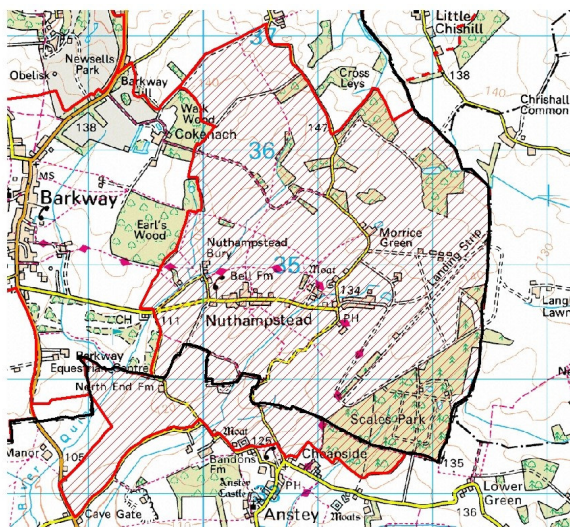 37
Little
Chishill
Newsells
Park
Obelisk
Barkway
Hill
Cross
Leys
138
140
Chrishall
Common
Walk
Wood
Cokenach
147
138
36
MS
Barkway
Earl's
Wood
Nuthampstead
Bury
Morrice
Green
35
Moat
Landing Strip
Bell Fm
134
Nuthampstead
PH
CH
111
Barkway
Equestrian Centre
North End Fm
Scales Park
Moat
125
Bandons
Fm
Cheapside
Manor
105
135
Anster
Castle
PH
Lower
Green
136
Cave Gate
Anstey
Moats